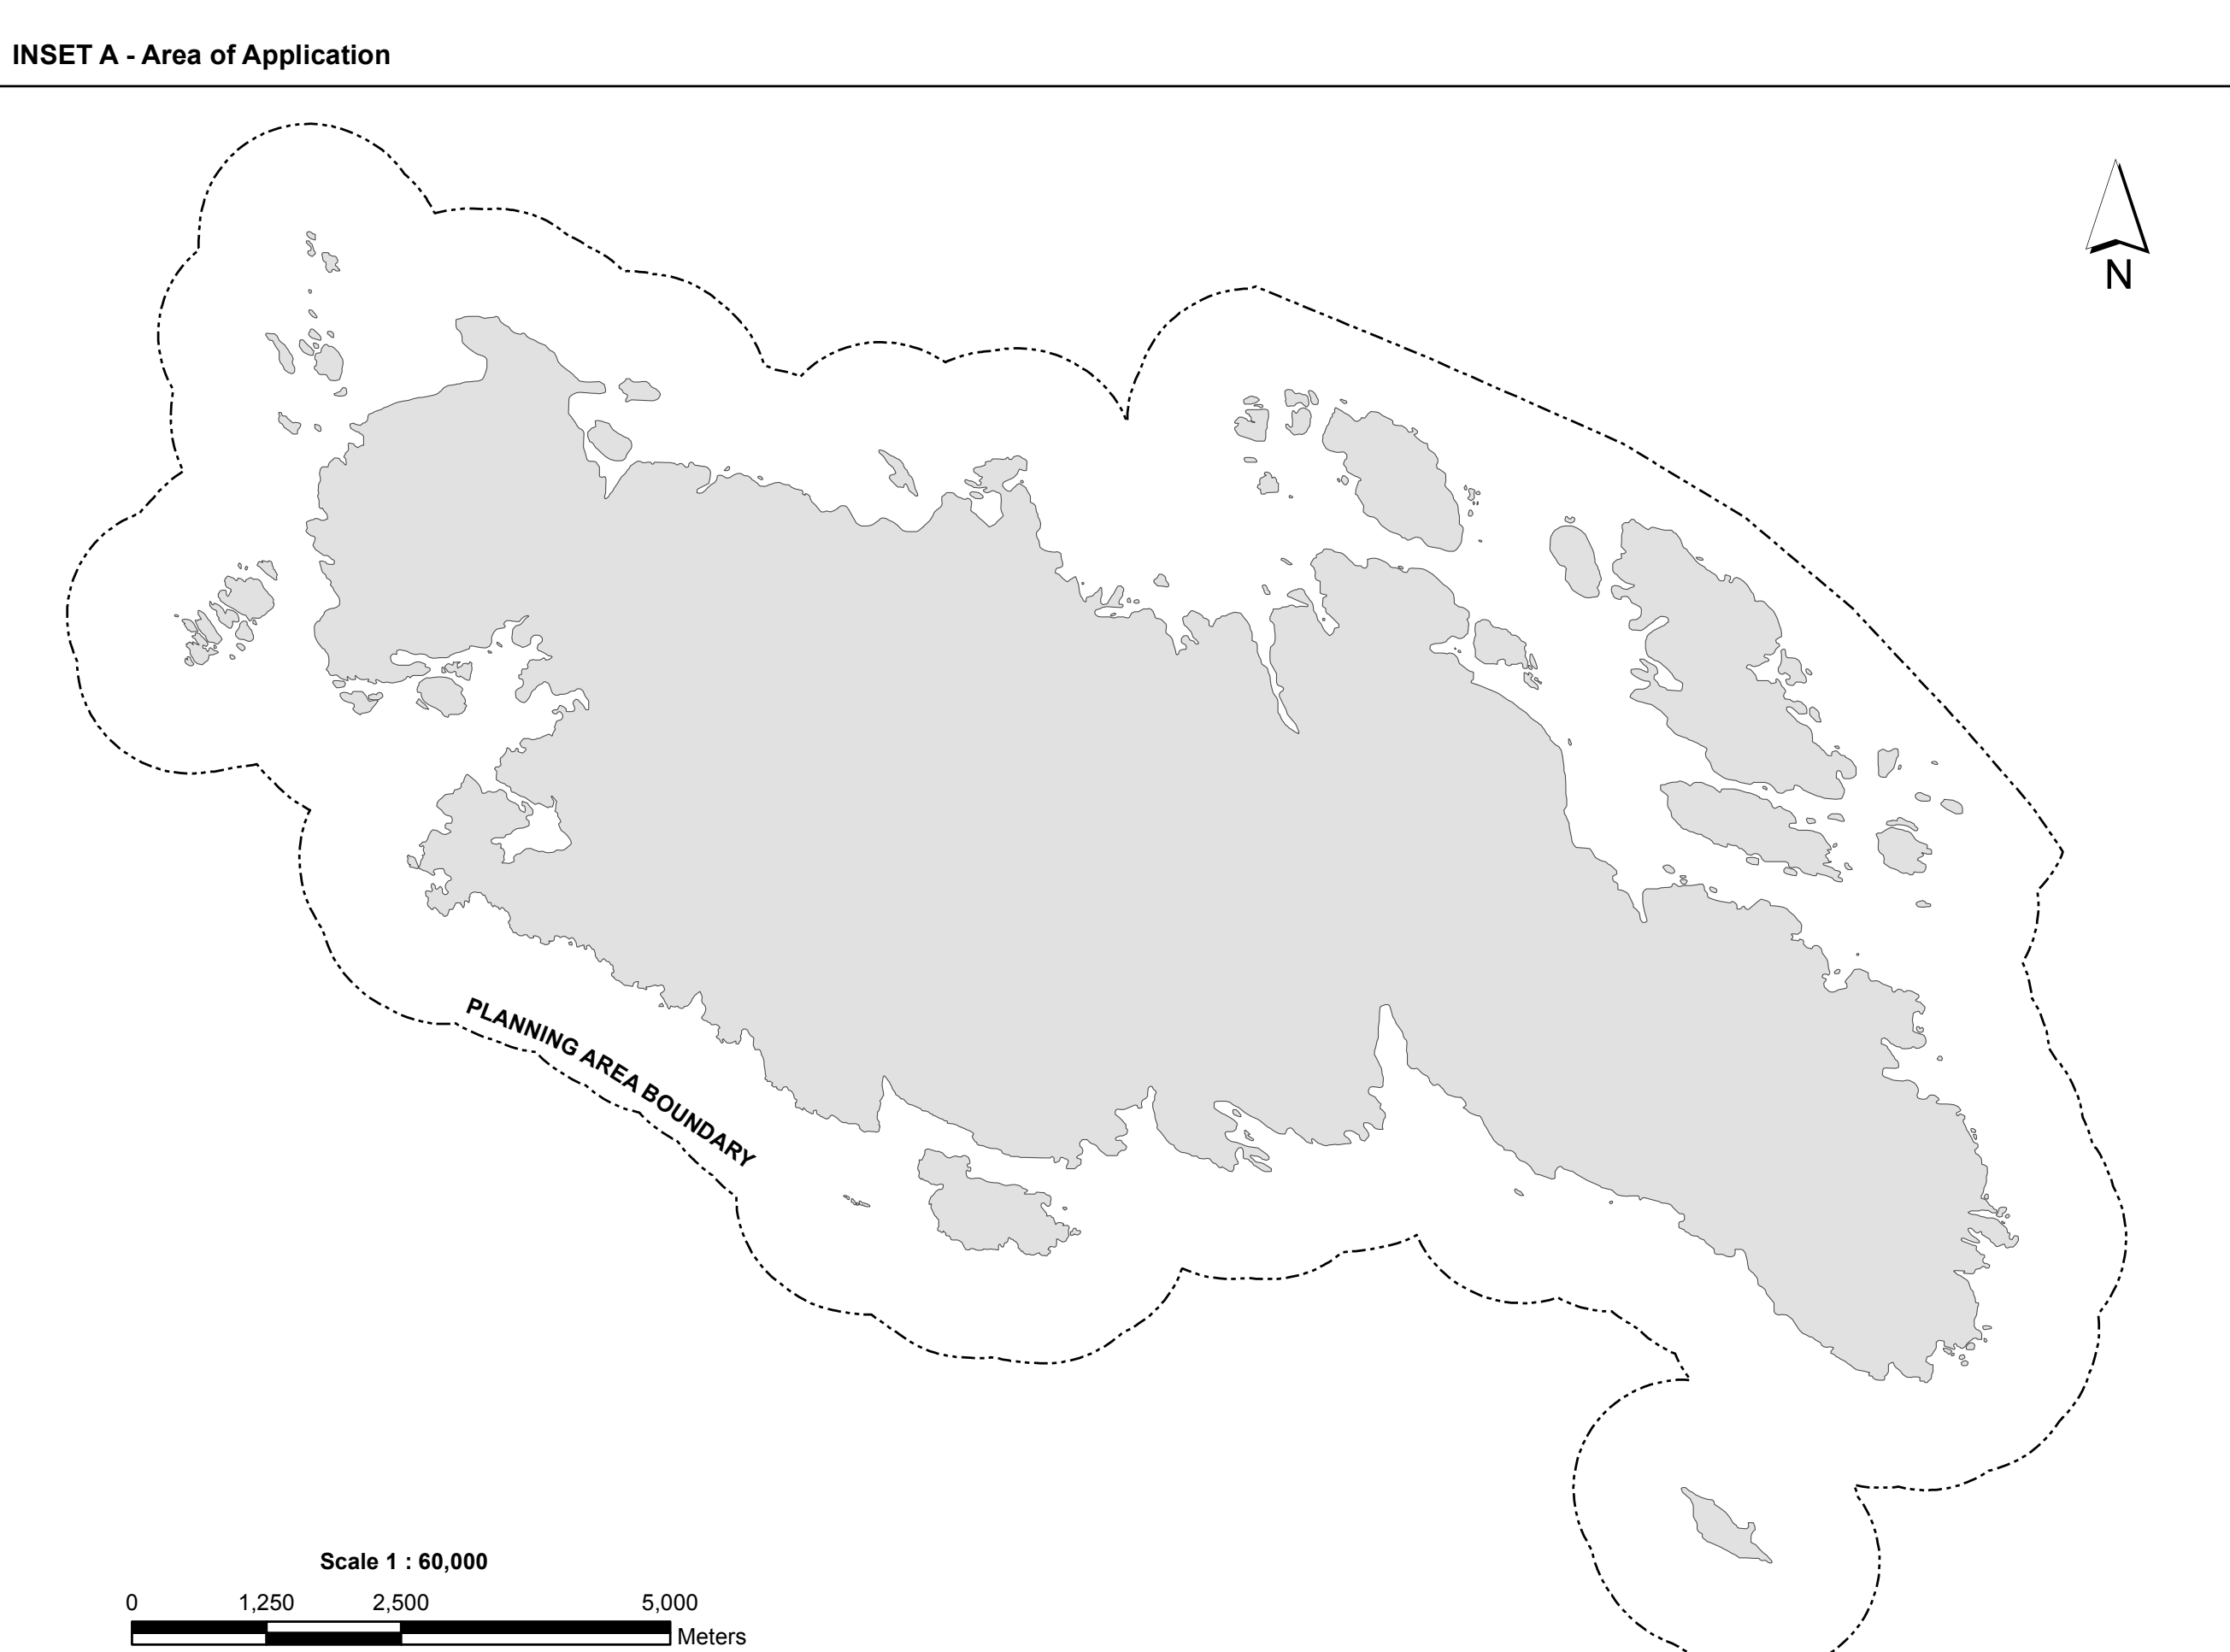 INSET A - Area of Application
N
PLANNING AREA BOUNDARY
Scale 1 : 60,000
0 1,250 2,500 5,000
Meters